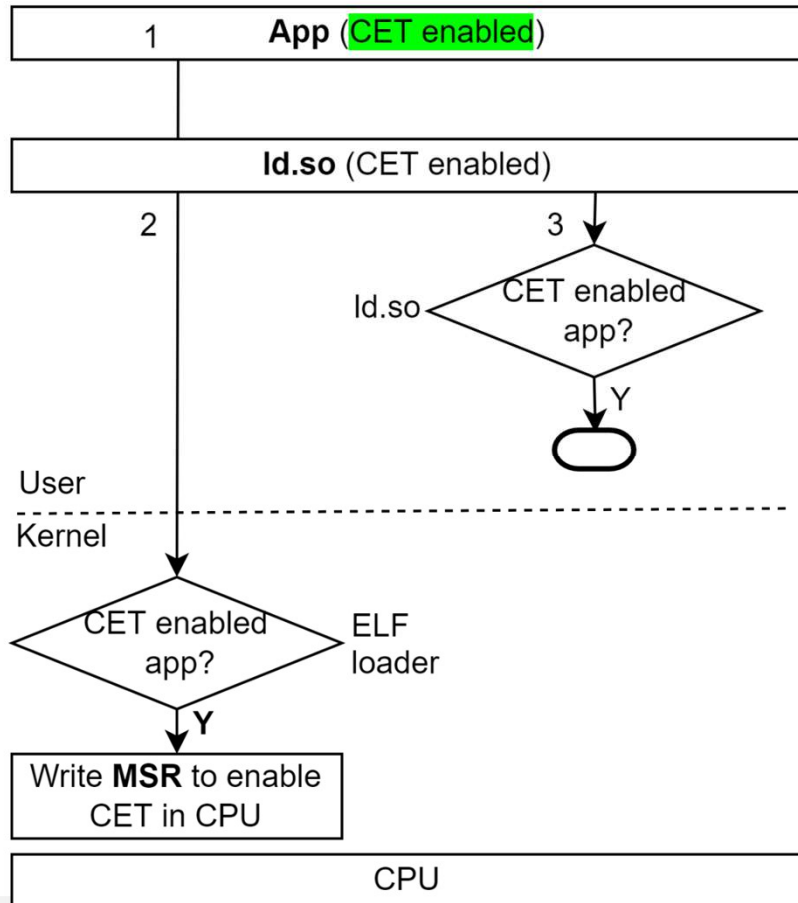 1 App (CET enabled)
ld.so (CET enabled)
2
3
ld.so
CET enabled
app?
Y
User
Kernel
CET enabled
app?
ELF
loader
Y
Write MSR to enable
CET in CPU
CPU